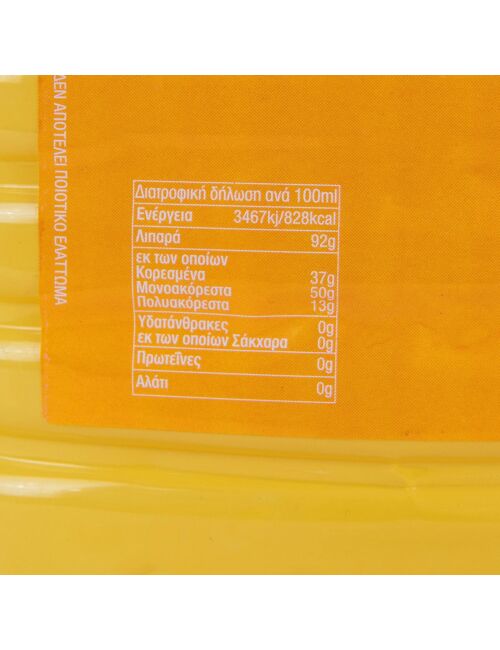 ΔΕΝ ΑΠΟΤΕΛΕΙ ΠΟΙΟΤΙΚΟ ΕΛΑΤΤΩΜΑ
Διατροφική δήλωση ανά 100ml
Ενέργεια 3467kj/828kcal
Λιπαρά 92g
εκ των οποίων
Κορεσμένα 37g
Μονοακόρεστα 50g
Πολυακόρεστα 13g
Υδατάνθρακες 0g
εκ των οποίων Σάκχαρα 0g
Πρωτεΐνες 0g
Αλάτι 0g